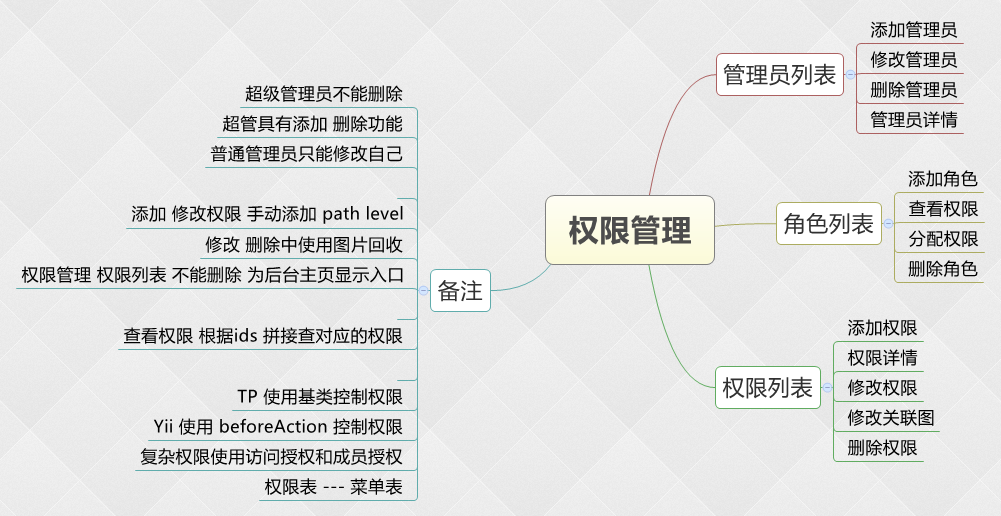 权限管理
管理员列表
添加管理员
修改管理员
删除管理员
管理员详情
角色列表
添加角色
查看权限
分配权限
删除角色
权限列表
添加权限
权限详情
修改权限
修改关联图
删除权限
备注
超级管理员不能删除
超管具有添加 删除功能
普通管理员只能修改自己
添加 修改权限 手动添加 path level
修改 删除中使用图片回收
权限管理 权限列表 不能删除 为后台主页显示入口
查看权限 根据ids 拼接查对应的权限
TP 使用基类控制权限
Yii 使用 beforeAction 控制权限
复杂权限使用访问授权和成员授权
权限表 --- 菜单表